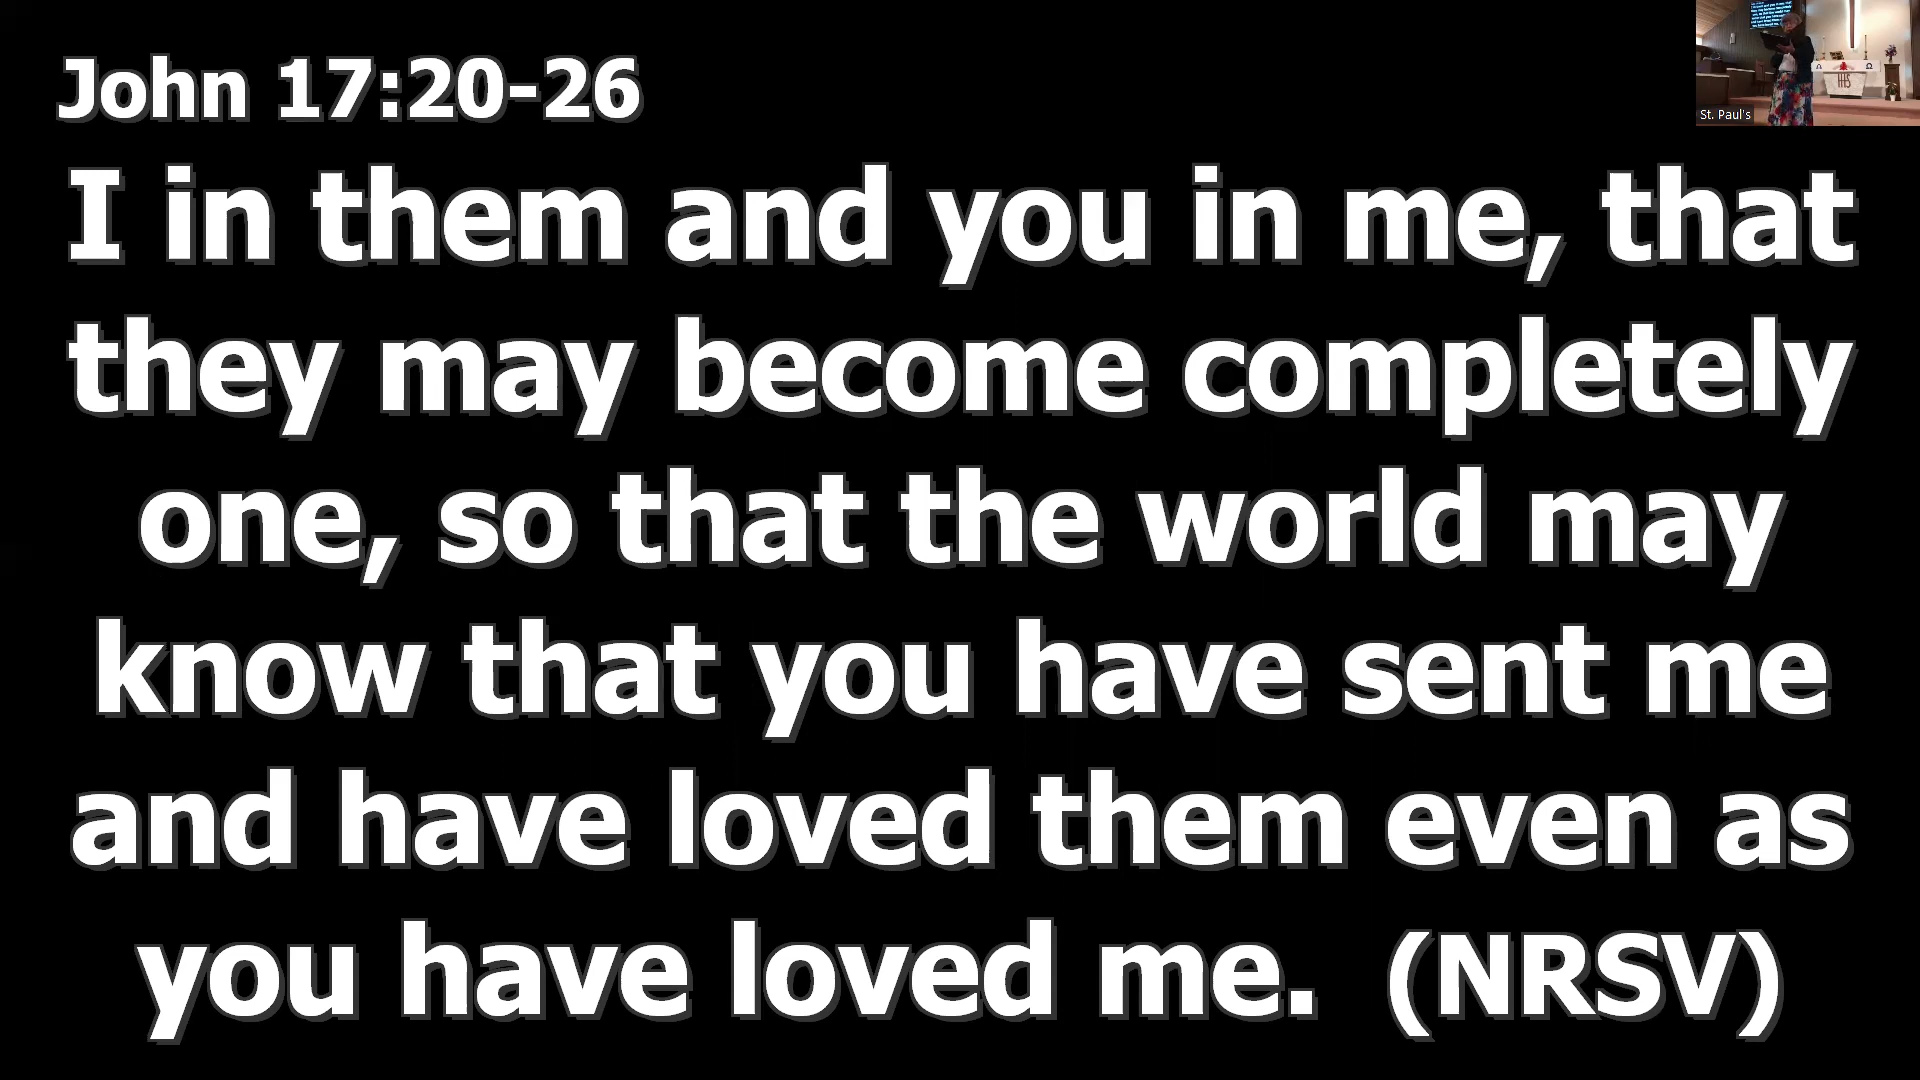 John 17:20-26
I in them and you in me, that
they may become completely
one, so that the world may
know that you have sent me
and have loved them even as
you have loved me.  (NRSV)
St. Paul's
IHS